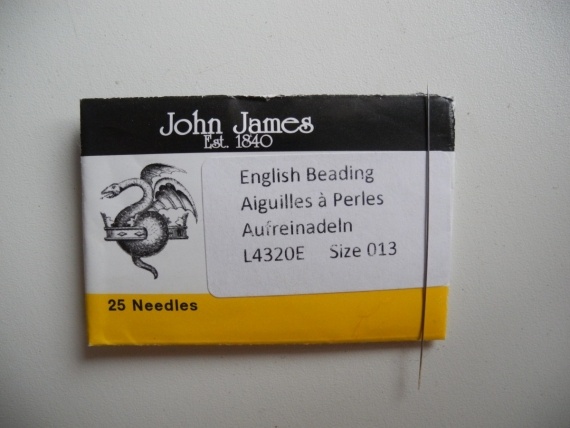 John James
Est. 1840
English Beading
Aiguilles à Perles
Aufreinadeln
L4320E Size 013
25 Needles